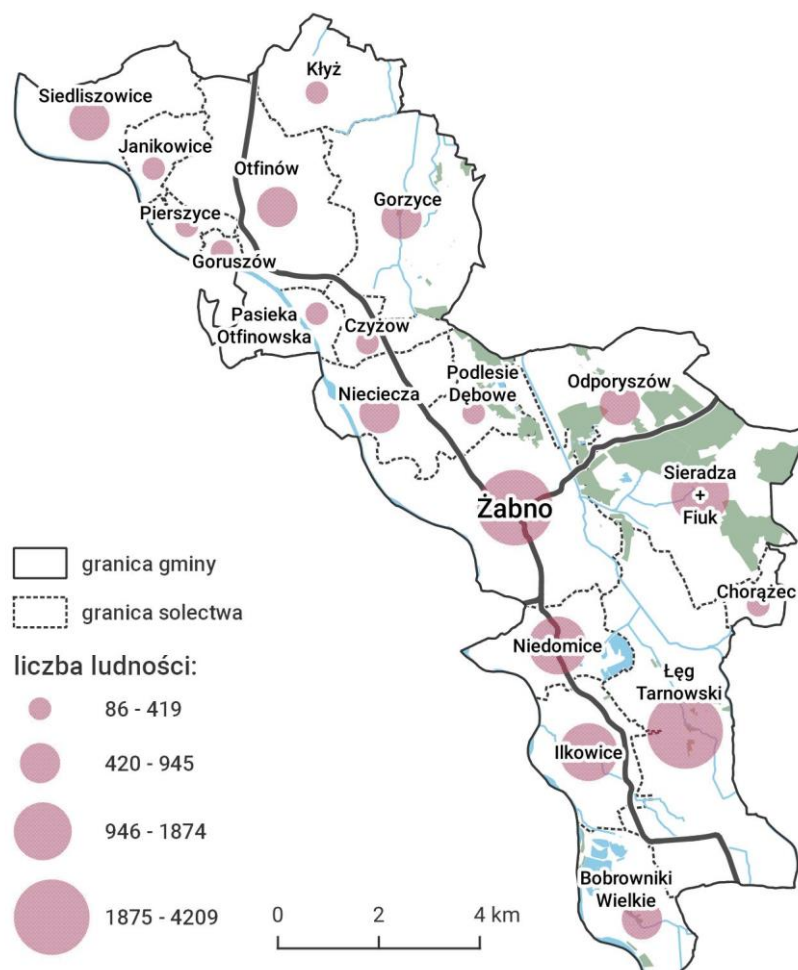 Kłyż
Siedliszowice
Janikowice
Otfinów
Gorzyce
Pierszyce
Goruszów
Pasieka
Otfinowska
Czyżow
Podlesie
Dębowe
Odporyszów
Nieciecza
Sieradza
+
Fiuk
Żabno
granica gminy
Chorążec
granica solectwa
Niedomice
liczba ludności:
Łęg
Tarnowski
86 - 419
Ilkowice
420 - 945
946 - 1874
Bobrowniki
Wielkie
1875 - 4209
0 2 4 km